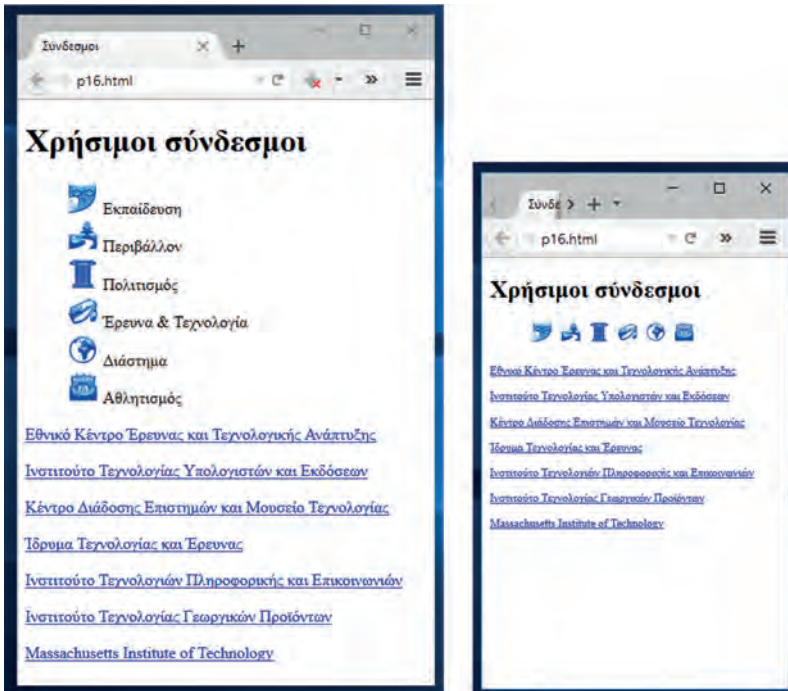 Σύνδεσμοι
p16.html
Χρήσιμοι σύνδεσμοι
Εκπαίδευση
Περιβάλλον
Πολιτισμός
Έρευνα & Τεχνολογία
Διάστημα
Αθλητισμός
Εθνικό Κέντρο Έρευνας και Τεχνολογικής Ανάπτυξης
Ινστιτούτο Τεχνολογίας Υπολογιστών και Εκδόσεων
Κέντρο Διάδοσης Επιστημών και Μουσείο Τεχνολογίας
Ίδρυμα Τεχνολογίας και Έρευνας
Ινστιτούτο Τεχνολογιών Πληροφορικής και Επικοινωνιών
Ινστιτούτο Τεχνολογίας Γεωργικών Προϊόντων
Massachusetts Institute of Technology
Σύνδε
p16.html
Χρήσιμοι σύνδεσμοι
Εθνικό Κέντρο Έρευνας και Τεχνολογικής Ανάπτυξης
Ινστιτούτο Τεχνολογίας Υπολογιστών και Εκδόσεων
Κέντρο Διάδοσης Επιστημών και Μουσείο Τεχνολογίας
Ίδρυμα Τεχνολογίας και Έρευνας
Ινστιτούτο Τεχνολογιών Πληροφορικής και Επικοινωνιών
Ινστιτούτο Τεχνολογίας Γεωργικών Προϊόντων
Massachusetts Institute of Technology